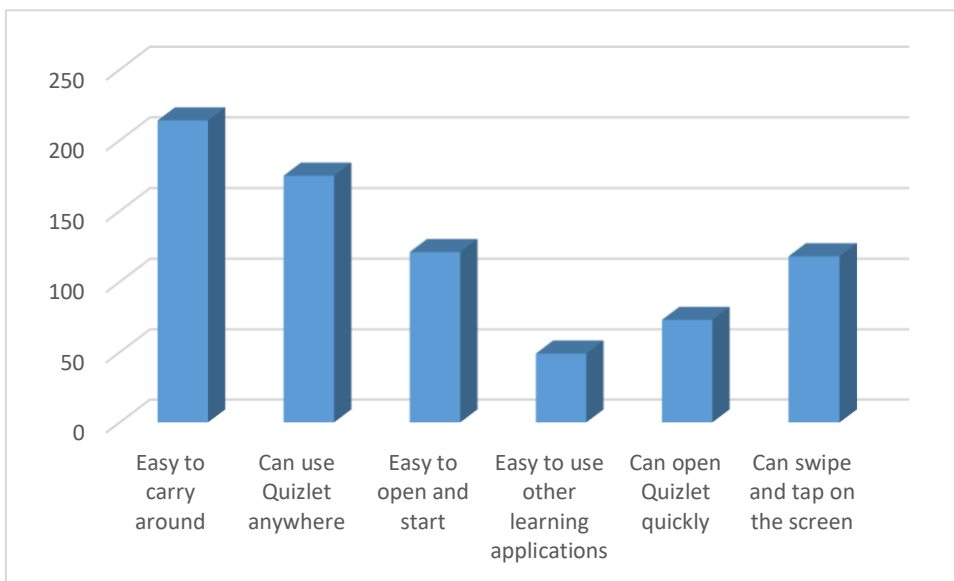 250
200
150
100
50
0
Easy to
carry
around
Can use
Quizlet
anywhere
Easy to
open and
start
Easy to use
other
learning
applications
Can open
Quizlet
quickly
Can swipe
and tap on
the screen